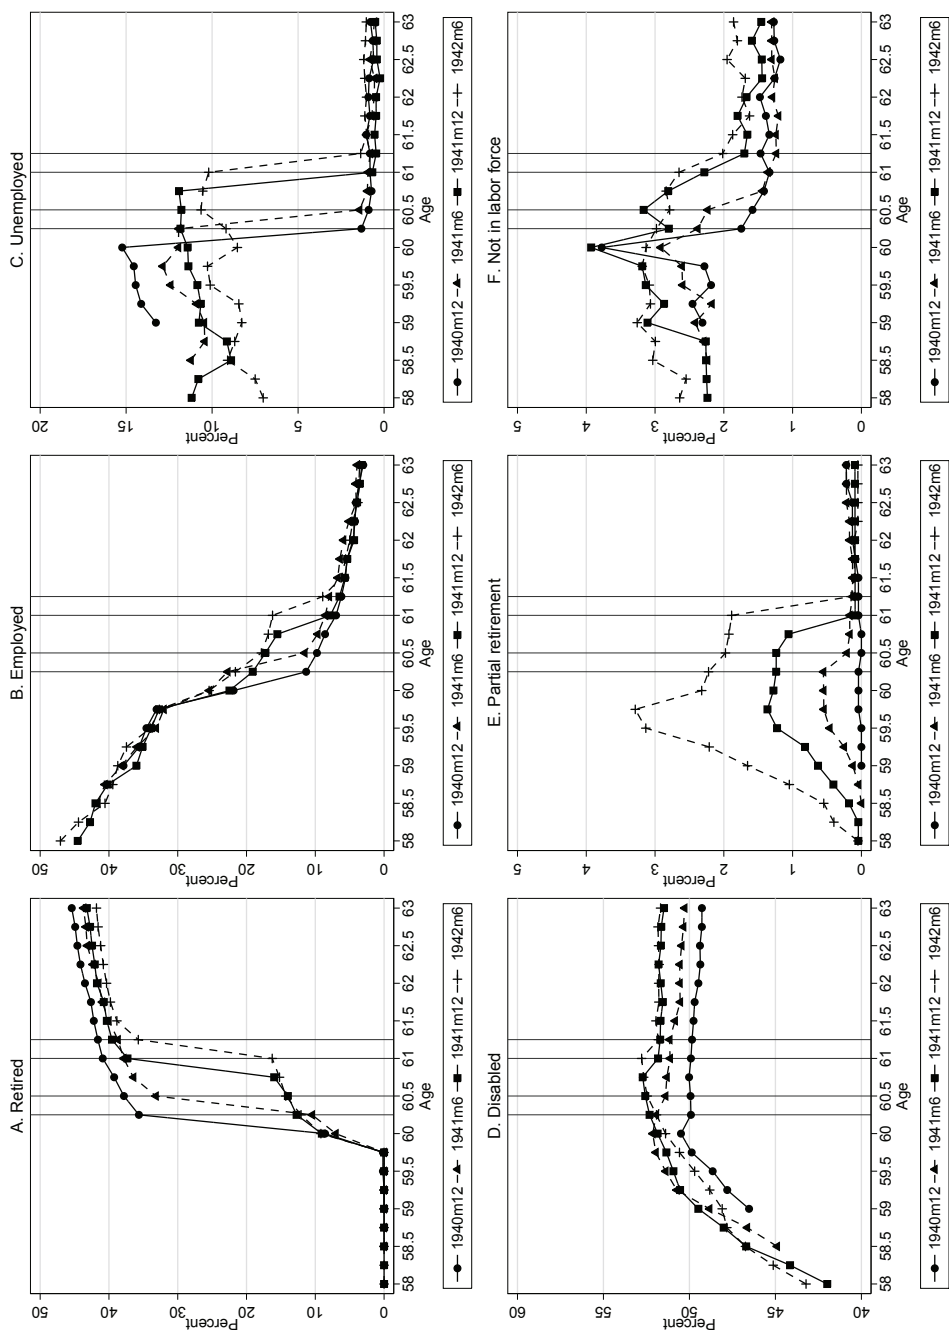 A. Retired
Percent
50
40
30
20
10
0
58 58.5 59 59.5 60 60.5 61 61.5 62 62.5 63
Age
1940m12 1941m6 1941m12 1942m6
B. Employed
Percent
50
40
30
20
10
0
58 58.5 59 59.5 60 60.5 61 61.5 62 62.5 63
Age
1940m12 1941m6 1941m12 1942m6
C. Unemployed
Percent
20
15
10
5
0
58 58.5 59 59.5 60 60.5 61 61.5 62 62.5 63
Age
1940m12 1941m6 1941m12 1942m6
D. Disabled
Percent
60
55
50
45
40
58 58.5 59 59.5 60 60.5 61 61.5 62 62.5 63
Age
1940m12 1941m6 1941m12 1942m6
E. Partial retirement
Percent
5
4
3
2
1
0
58 58.5 59 59.5 60 60.5 61 61.5 62 62.5 63
Age
1940m12 1941m6 1941m12 1942m6
F. Not in labor force
Percent
5
4
3
2
1
0
58 58.5 59 59.5 60 60.5 61 61.5 62 62.5 63
Age
1940m12 1941m6 1941m12 1942m6